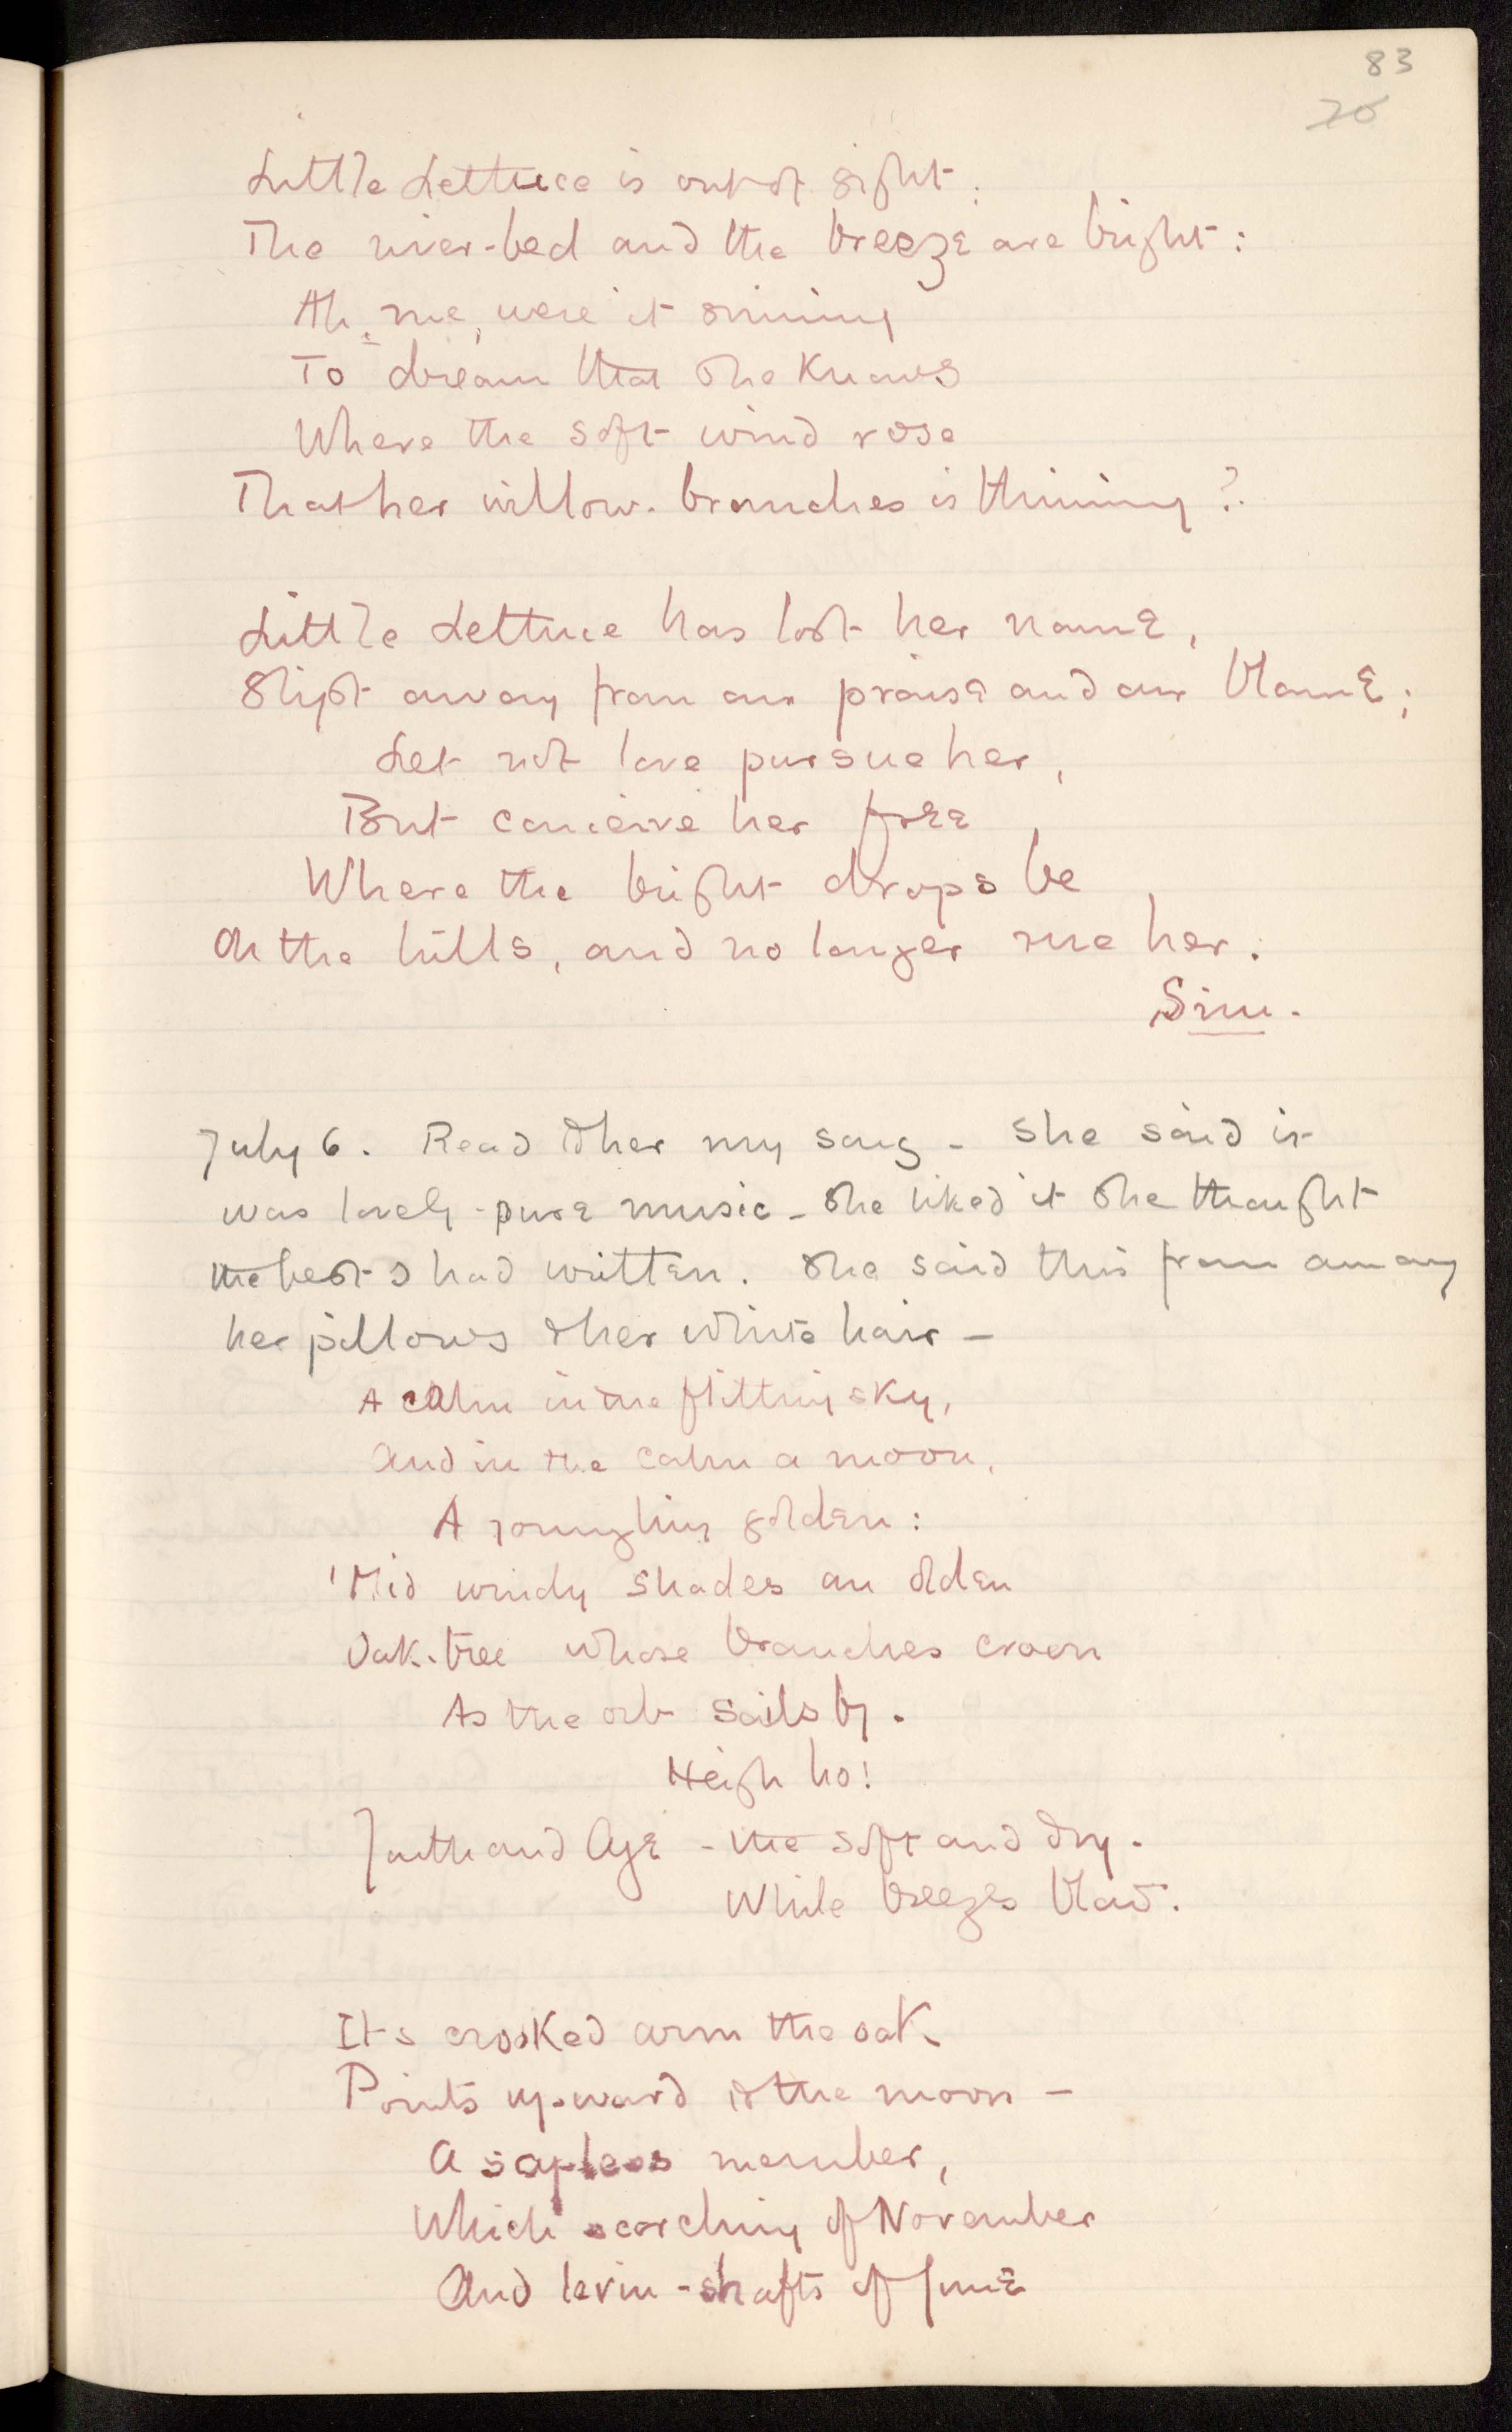 83
20
Little Lettuce is out of sight;
The river-bed and the breeze are bright:
Ah, me, were it sinning
To dream that she knows
Where the soft wind rose
That her willow-branches is thinning?
Little Lettuce has lost her name,
Slipt away from our praise and our blame;
Let not love pursue her,
But conceive her free
Where the bright drops be
On the hills, and no longer rue her.
Sim.
July 6. Read to her my song - she said it
was lovely - pure music - she liked it she thought
the best I had written. She said this from among
her pillows & her white hair -
A calm in the flitting sky,
And in the calm a moon,
A youngling golden:
'Mid windy shades an olden
Oak-tree whose branches croon
As the orb sails by.
Heigh ho!
Youth and Age - the soft and dry.
While breezes blow.
Its crooked arm the oak
Points upward to the moon -
A sapless member,
Which scorching of November
And levin-shafts of June